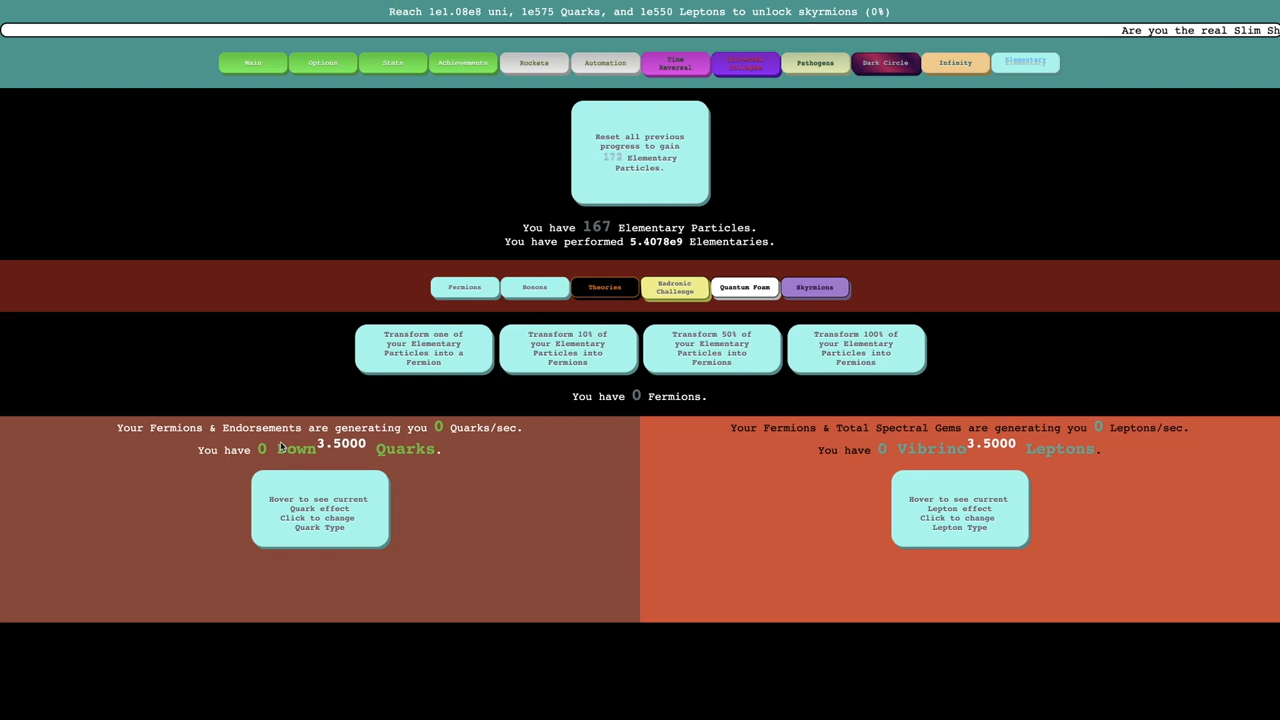 Reach 1e1.08e8 uni, 1e575 Quarks, and 1e550 Leptons to unlock skyrmions (0%)
Are you the real Slim Sh
Main
Options
Stats
Achievements
Rockets
Automation
Time
Reversal
Pathogens
Dark Circle
Infinity
Elementary
Reset all previous
progress to gain
172 Elementary
Particles.
You have 167 Elementary Particles.
You have performed 5.4078e9 Elementaries.
Fermions
Bosons
Theories
Hadronic
Challenge
Quantum Foam
Skyrmions
Transform one of
your Elementary
Particles into a
Fermion
Transform 10% of
your Elementary
Particles into
Fermions
Transform 50% of
your Elementary
Particles into
Fermions
Transform 100% of
your Elementary
Particles into
Fermions
You have 0 Fermions.
Your Fermions & Endorsements are generating you 0 Quarks/sec.
You have 0 Down3.5000 Quarks.
Hover to see current
Quark effect
Click to change
Quark Type
Your Fermions & Total Spectral Gems are generating you 0 Leptons/sec.
You have 0 Vibrino3.5000 Leptons.
Hover to see current
Lepton effect
Click to change
Lepton Type